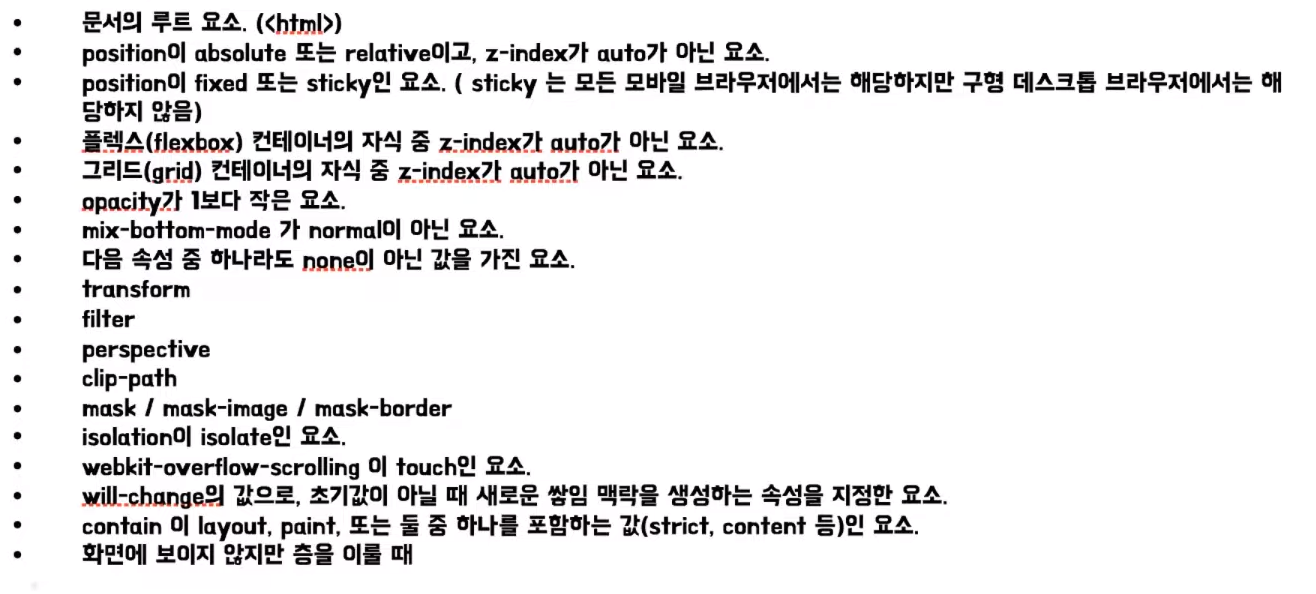 • 문서의 루트 요소. (<html>)
• position이 absolute 또는 relative이고, z-index가 auto가 아닌 요소.
• position이 fixed 또는 sticky인 요소. ( sticky 는 모든 모바일 브라우저에서는 해당하지만 구형 데스크톱 브라우저에서는 해
당하지 않음)
• 플렉스(flexbox) 컨테이너의 자식 중 z-index가 auto가 아닌 요소.
• 그리드(grid) 컨테이너의 자식 중 z-index가 auto가 아닌 요소.
• opacity가 1보다 작은 요소.
• mix-bottom-mode 가 normal이 아닌 요소.
• 다음 속성 중 하나라도 none이 아닌 값을 가진 요소.
• transform
• filter
• perspective
• clip-path
• mask / mask-image / mask-border
• isolation이 isolate인 요소.
• webkit-overflow-scrolling 이 touch인 요소.
• will-change의 값으로, 초기값이 아닐 때 새로운 쌓임 맥락을 생성하는 속성을 지정한 요소.
• contain 이 layout, paint, 또는 둘 중 하나를 포함하는 값(strict, content 등)인 요소.
• 화면에 보이지 않지만 층을 이룰 때